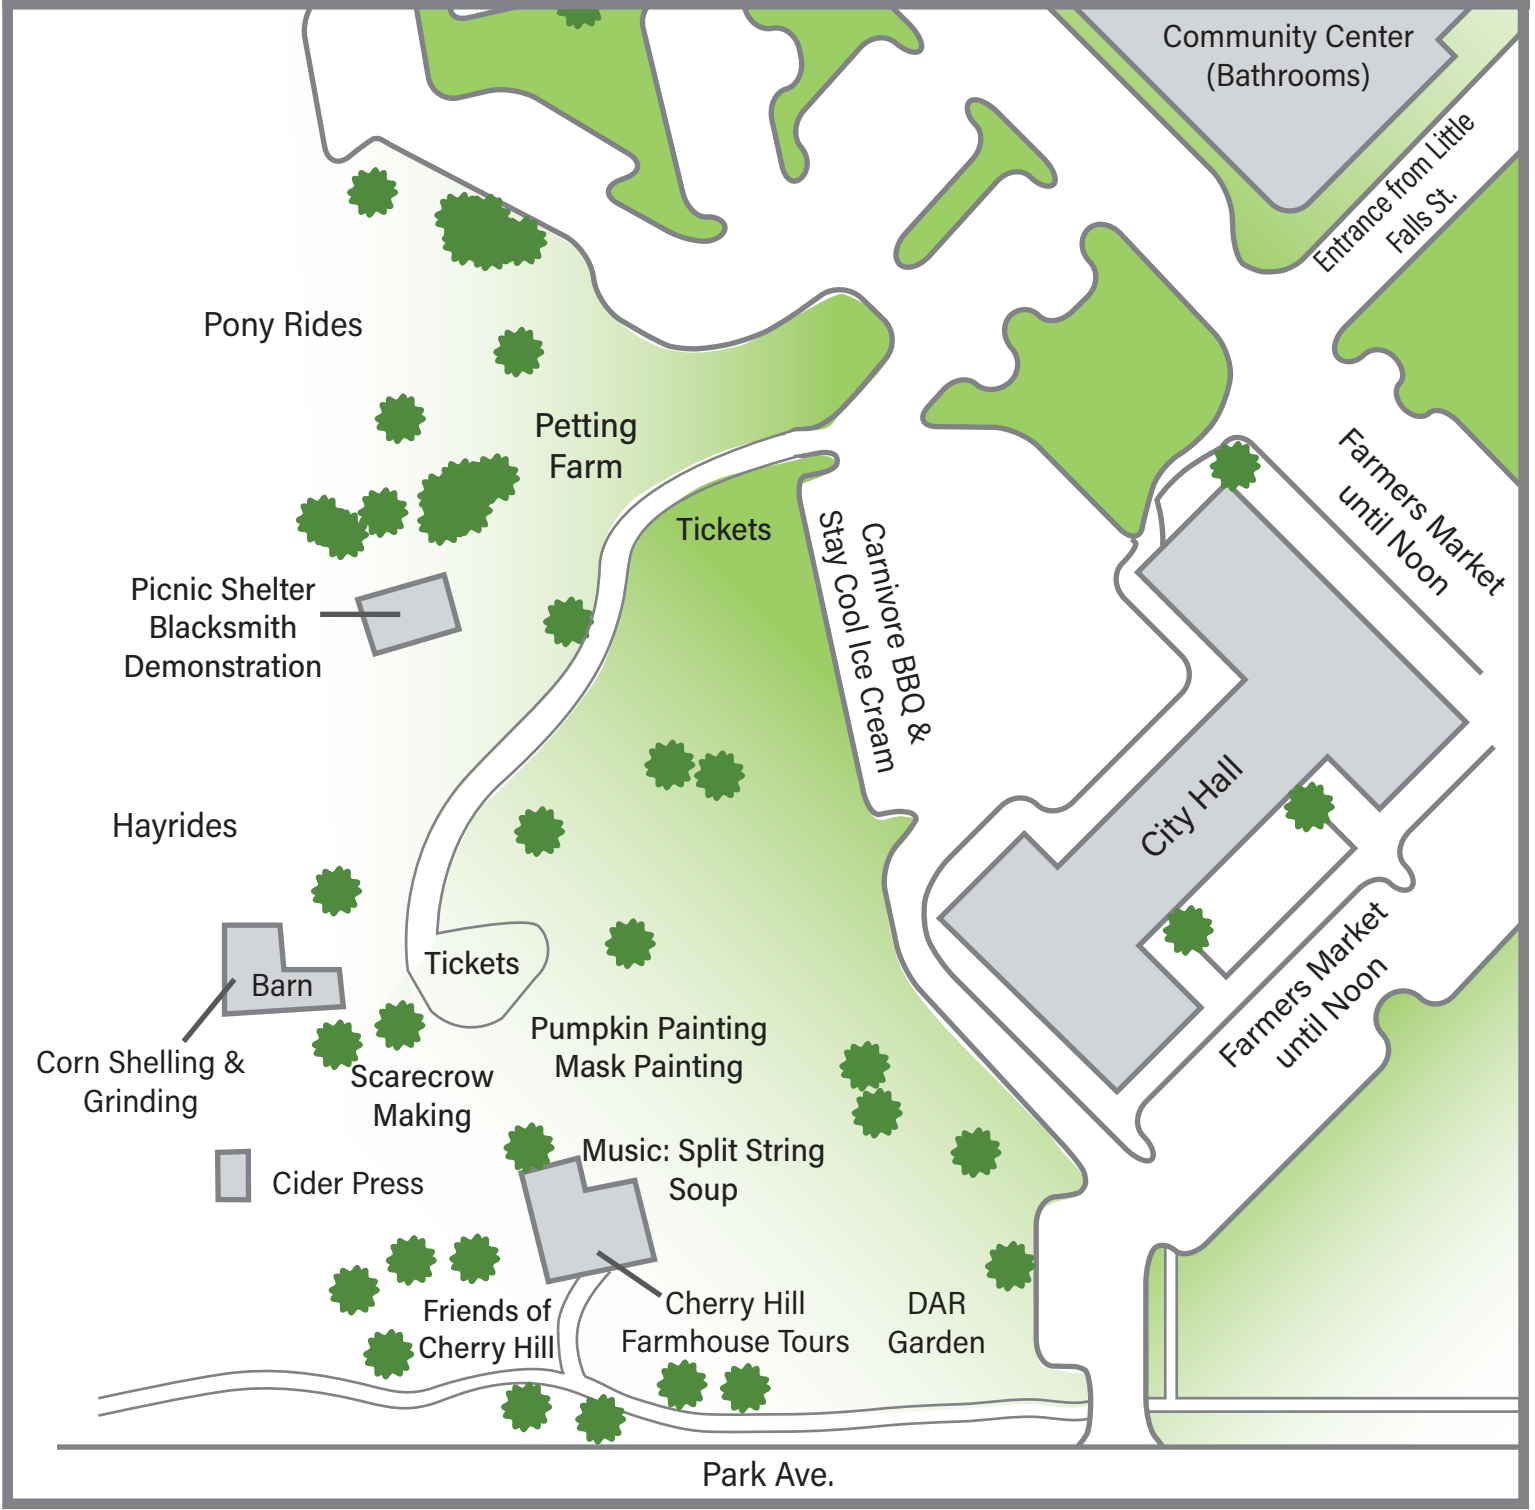 Community Center
(Bathrooms)
Entrance from Little
Falls St.
Pony Rides
Petting
Farm
Tickets
Carnivore BBQ &
Stay Cool Ice Cream
Farmers Market
until Noon
Picnic Shelter
Blacksmith
Demonstration
Hayrides
City Hall
Tickets
Barn
Corn Shelling &
Grinding
Scarecrow
Making
Pumpkin Painting
Mask Painting
Farmers Market
until Noon
Music: Split String
Soup
Cider Press
Friends of
Cherry Hill
Cherry Hill
Farmhouse Tours
DAR
Garden
Park Ave.